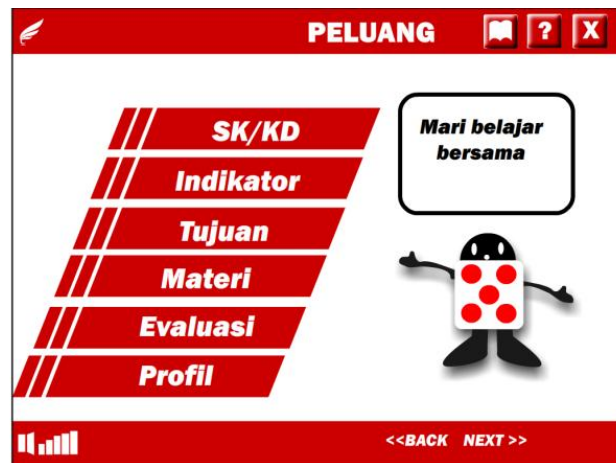 PELUANG
?
X
SK/KD
Indikator
Tujuan
Materi
Evaluasi
Profil
Mari belajar
bersama
<<BACK NEXT >>